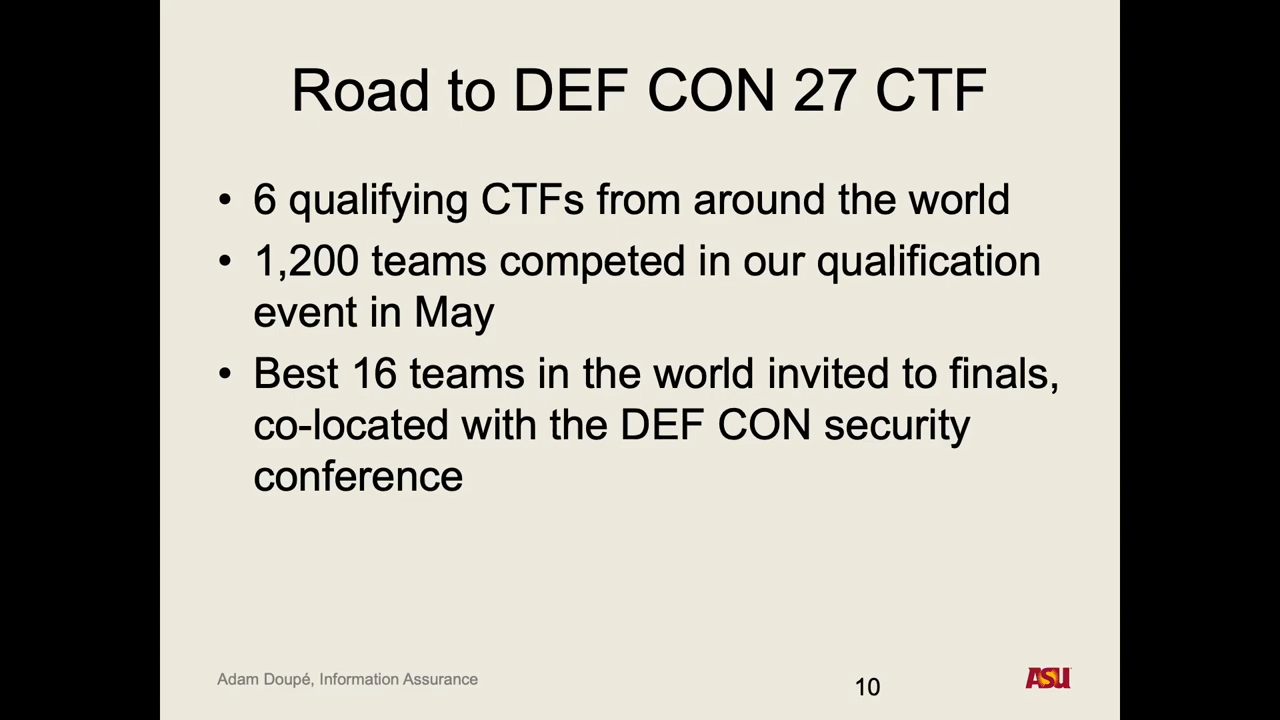 Road to DEF CON 27 CTF
• 6 qualifying CTFs from around the world
• 1,200 teams competed in our qualification
event in May
• Best 16 teams in the world invited to finals,
co-located with the DEF CON security
conference
Adam Doupé, Information Assurance
10
ASU